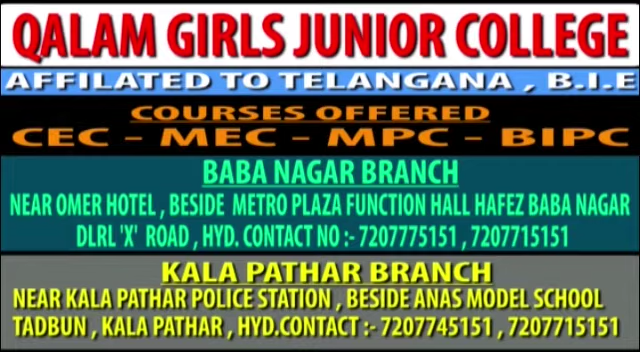 QALAM GIRLS JUNIOR COLLEGE
AFFILATED TO TELANGANA , B.I.E
COURSES OFFERED
CEC - MEC - MPC - BIPC
BABA NAGAR BRANCH
NEAR OMER HOTEL , BESIDE METRO PLAZA FUNCTION HALL HAFEZ BABA NAGAR
DLRL 'X' ROAD , HYD. CONTACT NO :- 7207775151 , 7207715151
KALA PATHAR BRANCH
NEAR KALA PATHAR POLICE STATION , BESIDE ANAS MODEL SCHOOL
TADBUN , KALA PATHAR , HYD.CONTACT :- 7207745151 , 7207715151